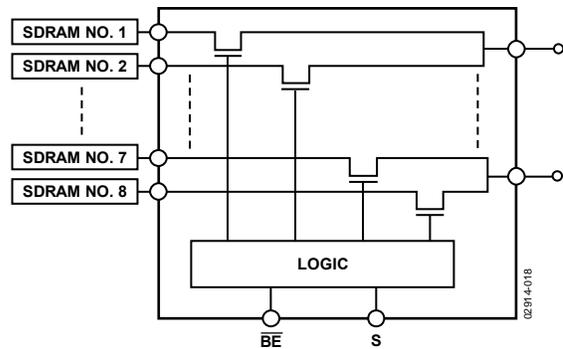 SDRAM NO. 1
SDRAM NO. 2
SDRAM NO. 7
SDRAM NO. 8
LOGIC
BE
S
02914-018